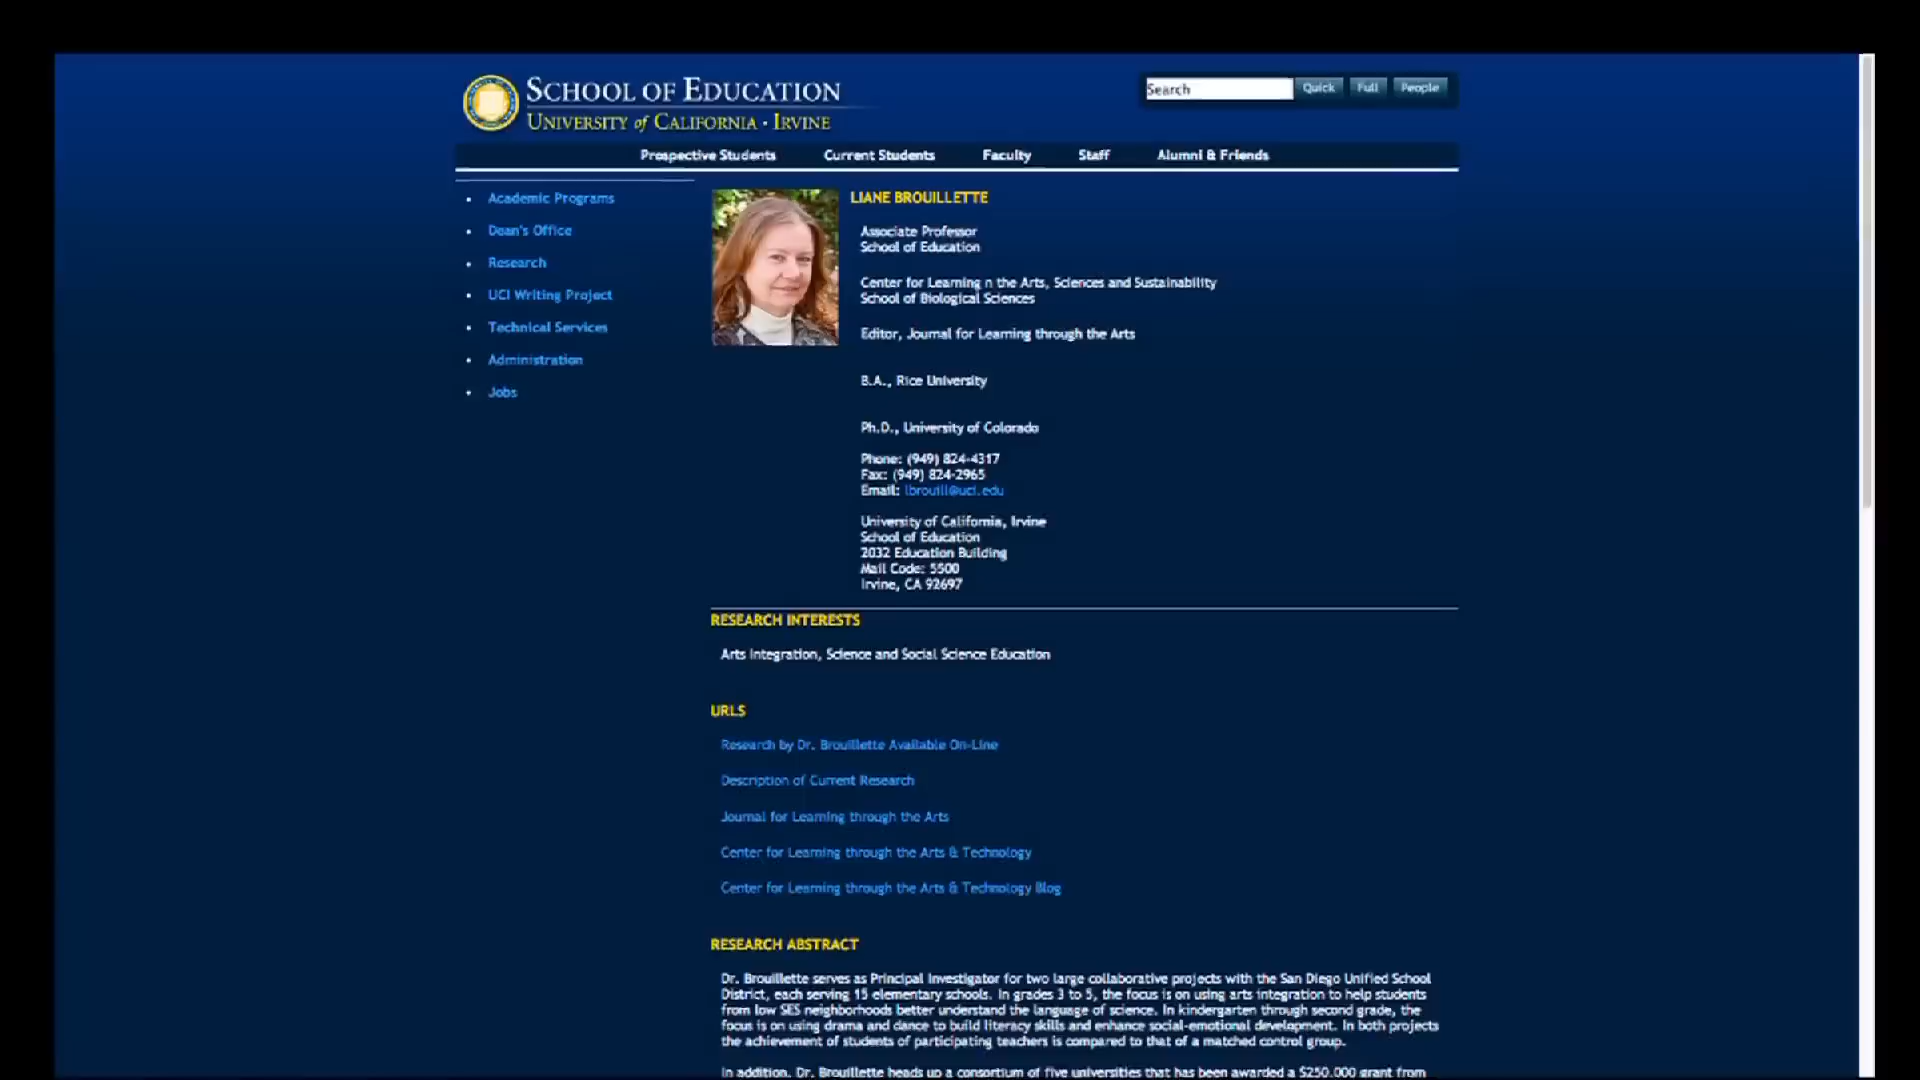 SCHOOL OF EDUCATION
UNIVERSITY of CALIFORNIA · IRVINE
Search Quick Full People
Prospective Students Current Students Faculty Staff Alumni & Friends
• Academic Programs
• Dean's Office
• Research
• UCI Writing Project
• Technical Services
• Administration
• Jobs
LIANE BROUILLETTE
Associate Professor
School of Education
Center for Learning n the Arts, Sciences and Sustainability
School of Biological Sciences
Editor, Journal for Learning through the Arts
B.A., Rice University
Ph.D., University of Colorado
Phone: (949) 824-4317
Fax: (949) 824-2965
Email: lbrouill@uci.edu
University of California, Irvine
School of Education
2032 Education Building
Mail Code: 5500
Irvine, CA 92697
RESEARCH INTERESTS
Arts Integration, Science and Social Science Education
URLS
Research by Dr. Brouillette Available On-Line
Description of Current Research
Journal for Learning through the Arts
Center for Learning through the Arts & Technology
Center for Learning through the Arts & Technology Blog
RESEARCH ABSTRACT
Dr. Brouillette serves as Principal Investigator for two large collaborative projects with the San Diego Unified School
District, each serving 15 elementary schools. In grades 3 to 5, the focus is on using arts integration to help students
from low SES neighborhoods better understand the language of science. In kindergarten through second grade, the
focus is on using drama and dance to build literacy skills and enhance social-emotional development. In both projects
the achievement of students of participating teachers is compared to that of a matched control group.
In addition, Dr. Brouillette heads up a consortium of five universities that has been awarded a $250,000 grant from